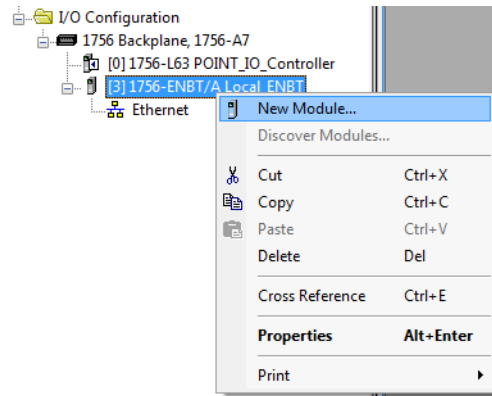 I/O Configuration
1756 Backplane, 1756-A7
[0] 1756-L63 POINT_IO_Controller
[3] 1756-ENBT/A Local_ENBT
Ethernet
New Module...
Discover Modules...
Cut Ctrl+X
Copy Ctrl+C
Paste Ctrl+V
Delete Del
Cross Reference Ctrl+E
Properties Alt+Enter
Print